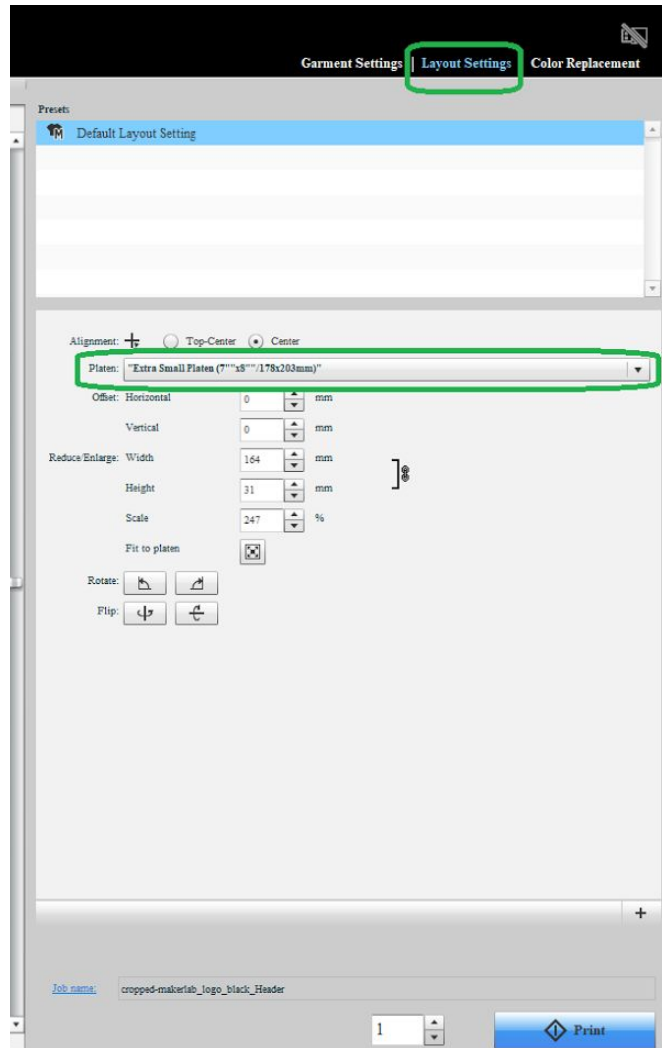 Garment Settings | Layout Settings Color Replacement
Presets
M Default Layout Setting
Alignment: Top-Center Center
Platen: "Extra Small Platen (7""x8""/178x203mm)"
Offset: Horizontal 0 mm
Vertical 0 mm
Reduce/Enlarge: Width 164 mm
Height 31 mm
Scale 247 %
Fit to platen
Rotate:
Flip:
Job name: cropped-makerlab_logo_black_Header
1 Print